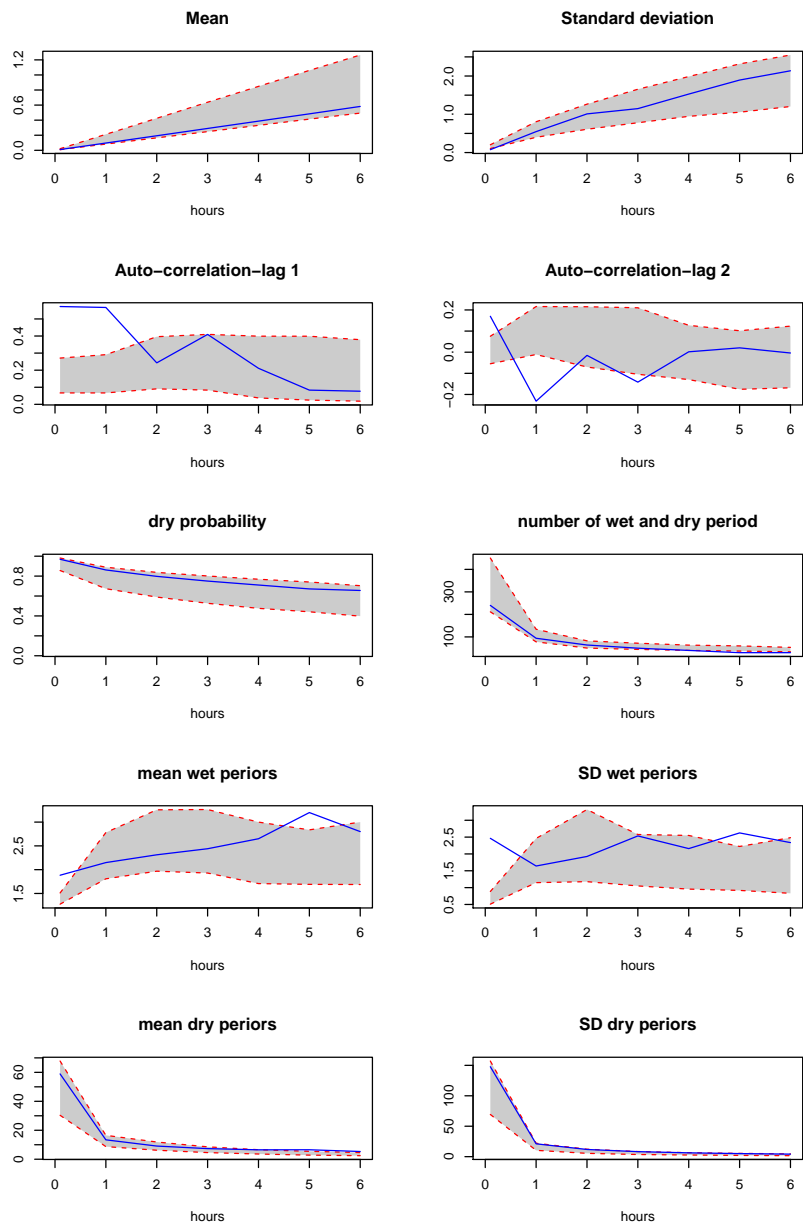 Mean
0.0 0.6 1.2
0 1 2 3 4 5 6
hours
Standard deviation
0.0 1.0 2.0
0 1 2 3 4 5 6
hours
Auto−correlation−lag 1
0.0 0.4
0 1 2 3 4 5 6
hours
Auto−correlation−lag 2
−0.2 0.0 0.2
0 1 2 3 4 5 6
hours
dry probability
0.0 0.4 0.8
0 1 2 3 4 5 6
hours
number of wet and dry period
100 300
0 1 2 3 4 5 6
hours
mean wet periors
1.5 2.5
0 1 2 3 4 5 6
hours
SD wet periors
0.5 1.5 2.5
0 1 2 3 4 5 6
hours
mean dry periors
0 20 40 60
0 1 2 3 4 5 6
hours
SD dry periors
0 50 100
0 1 2 3 4 5 6
hours